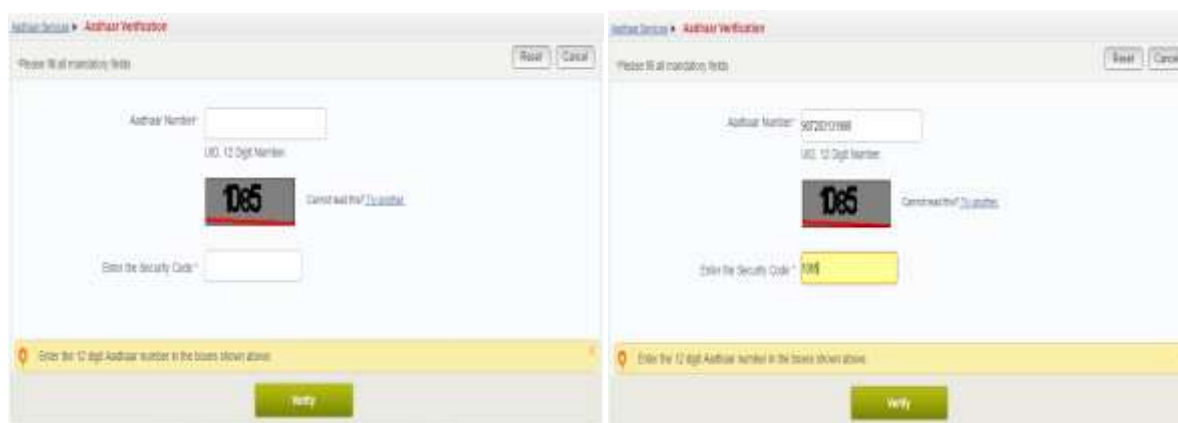 Aadhaar Services ▸ Aadhaar Verification
*Please fill all mandatory fields
Reset Cancel
Aadhaar Number*
UID, 12 Digit Number.
1085
Cannot read this? Try another.
Enter the Security Code *
Enter the 12 digit Aadhaar number in the boxes shown above.
Verify
Aadhaar Services ▸ Aadhaar Verification
*Please fill all mandatory fields
Reset Cancel
Aadhaar Number*
UID, 12 Digit Number.
1085
Cannot read this? Try another.
Enter the Security Code * 1085
Enter the 12 digit Aadhaar number in the boxes shown above.
Verify